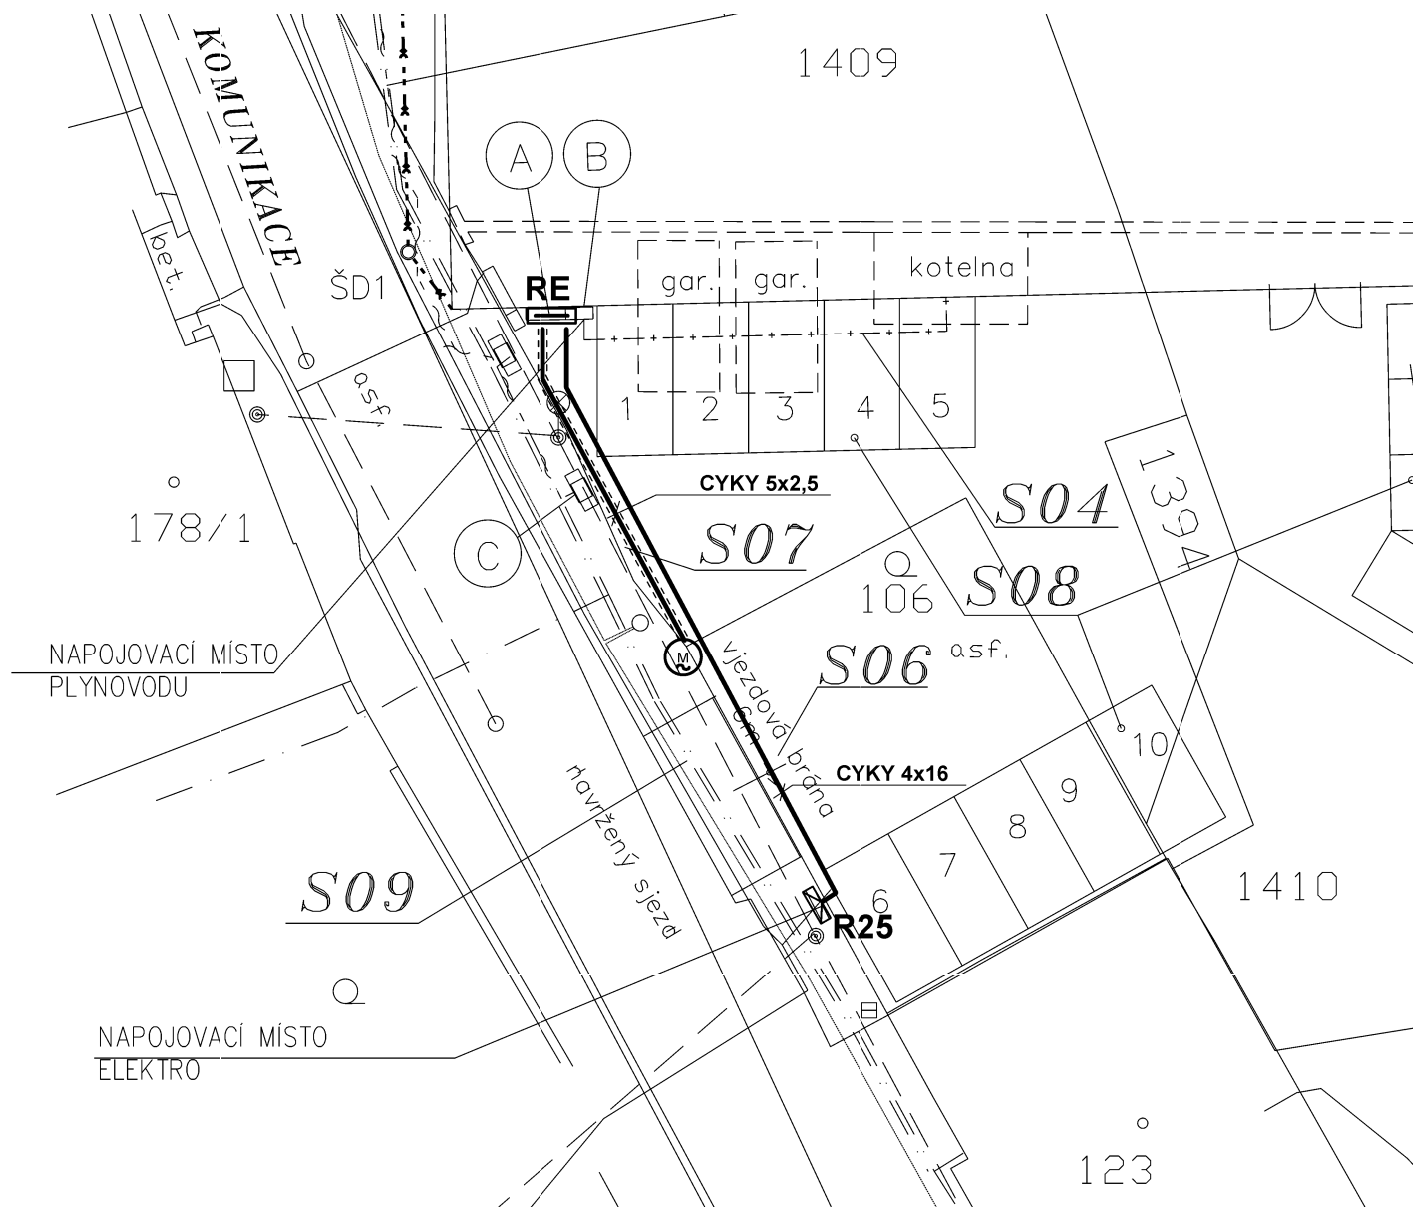 KOMUNIKACE
1409
A
B
bet.
ŠD1
RE
gar.
gar.
kotelna
asf.
1
2
3
4
5
CYKY 5x2,5
S04
1394
178/1
C
S07
106
S08
NAPOJOVACÍ MÍSTO
PLYNOVODU
M
vjezdová brána
6m
S06
asf.
CYKY 4x16
10
9
8
7
6
navržený sjezd
S09
R25
1410
NAPOJOVACÍ MÍSTO
ELEKTRO
123